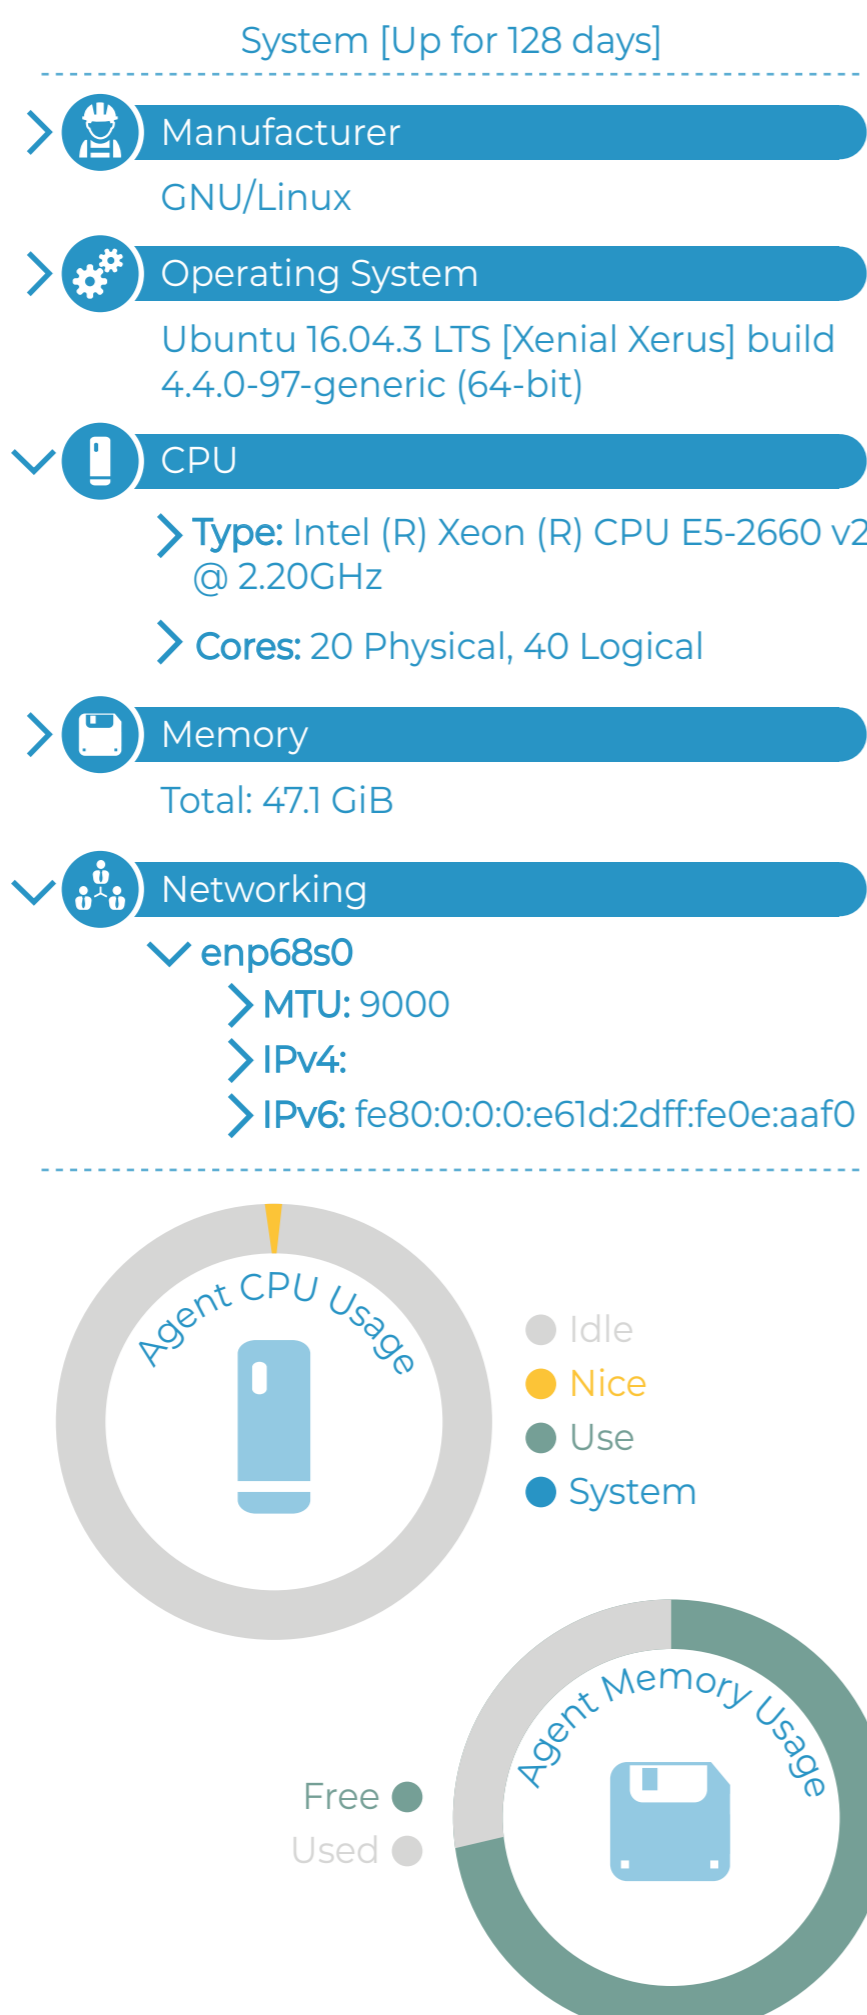 System [Up for 128 days]
Manufacturer
GNU/Linux
Operating System
Ubuntu 16.04.3 LTS [Xenial Xerus] build
4.4.0-97-generic (64-bit)
CPU
Type: Intel (R) Xeon (R) CPU E5-2660 v2
@ 2.20GHz
Cores: 20 Physical, 40 Logical
Memory
Total: 47.1 GiB
Networking
enp68s0
MTU: 9000
IPv4:
IPv6: fe80:0:0:0:e61d:2dff:fe0e:aaf0
Agent CPU Usage
Idle
Nice
Use
System
Agent Memory Usage
Free
Used